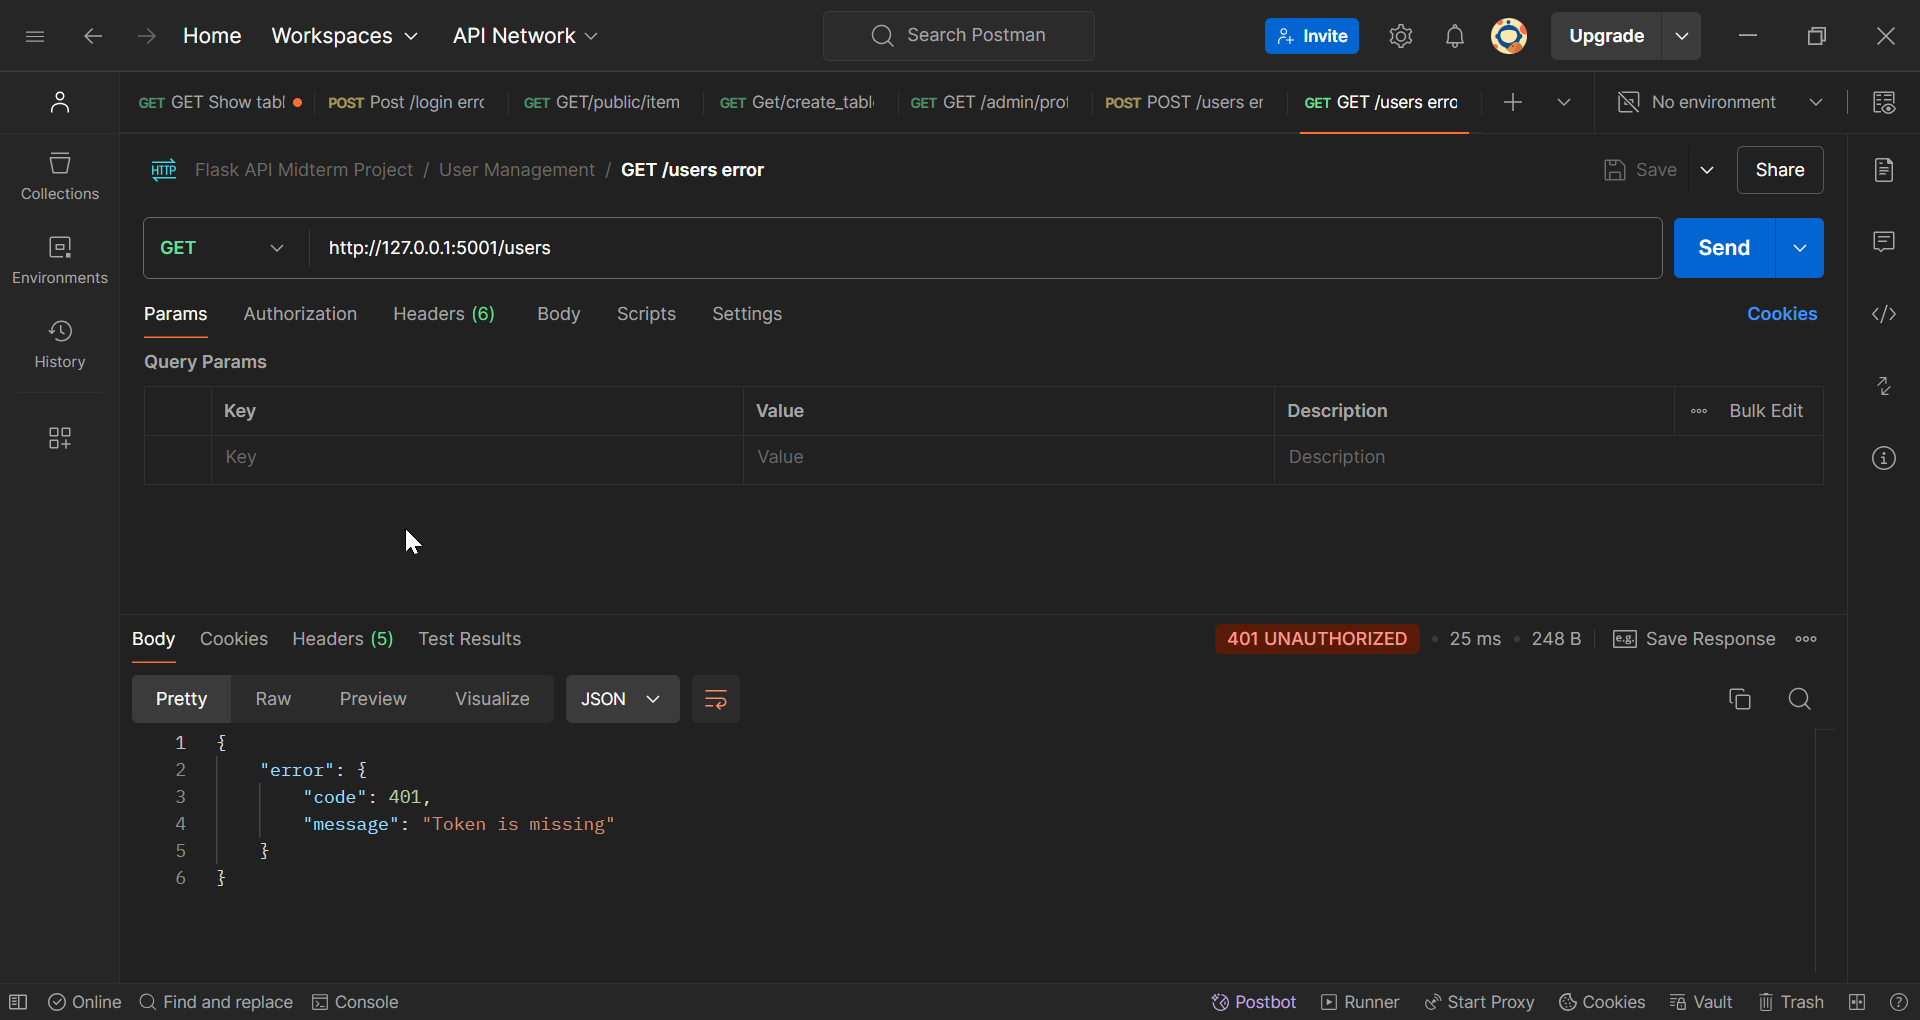 Home Workspaces API Network Search Postman Invite Upgrade
GET GET Show tabl POST Post /login errc GET GET/public/item GET Get/create_tabl GET GET /admin/prof POST POST /users er GET GET /users erro No environment
HTTP Flask API Midterm Project / User Management / GET /users error Save Share
Collections
GET http://127.0.0.1:5001/users Send
Environments
Params Authorization Headers (6) Body Scripts Settings Cookies
History
Query Params
Key Value Description Bulk Edit
Key Value Description
Body Cookies Headers (5) Test Results 401 UNAUTHORIZED • 25 ms • 248 B e.g. Save Response
Pretty Raw Preview Visualize JSON
1 {
2 "error": {
3 "code": 401,
4 "message": "Token is missing"
5 }
6 }
Online Find and replace Console Postbot Runner Start Proxy Cookies Vault Trash